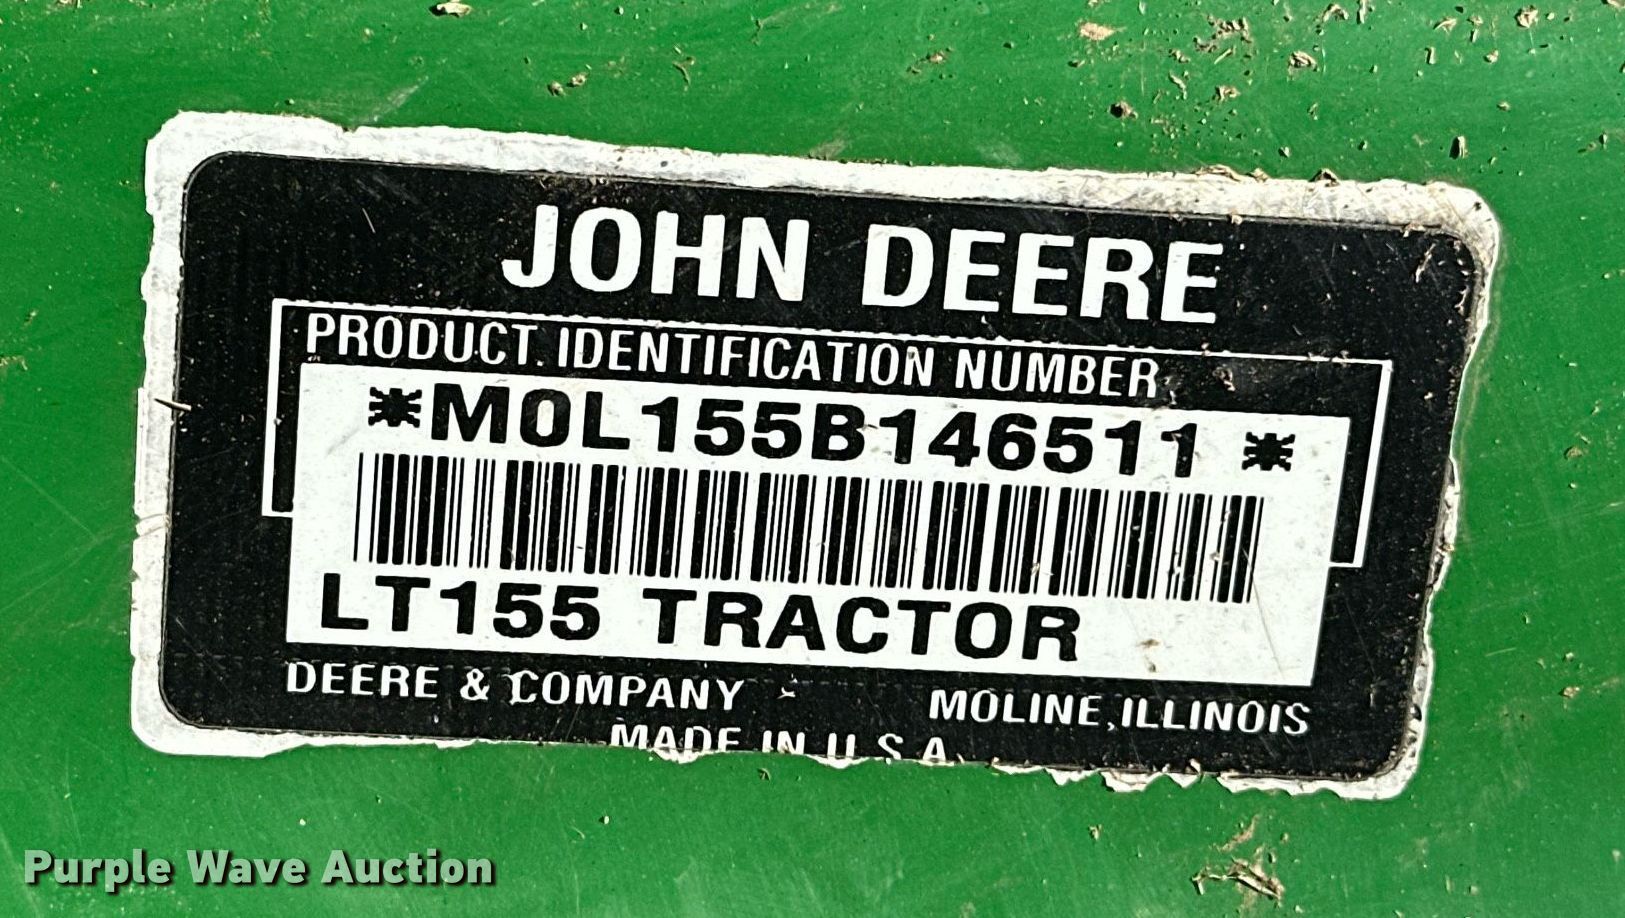 JOHN DEERE
PRODUCT IDENTIFICATION NUMBER
*M0L155B146511*
LT155 TRACTOR
DEERE & COMPANY MOLINE, ILLINOIS
MADE IN U.S.A.
Purple Wave Auction